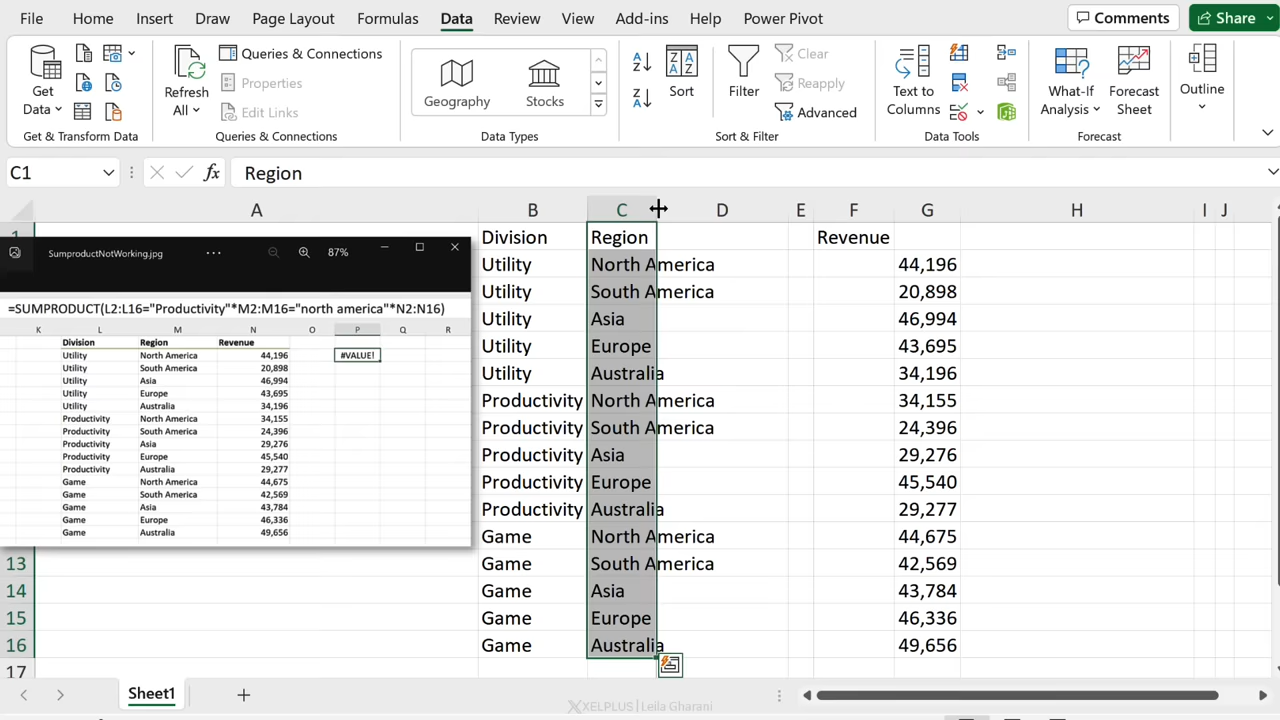 File Home Insert Draw Page Layout Formulas Data Review View Add-ins Help Power Pivot Comments Share
Queries & Connections
Properties
Edit Links
Get Data
Refresh All
Geography Stocks
Sort
Filter
Clear
Reapply
Advanced
Text to Columns
What-If Analysis
Forecast Sheet
Outline
Get & Transform Data Queries & Connections Data Types Sort & Filter Data Tools Forecast
C1 fx Region
A B C D E F G H I J
1 Division Region Revenue
Utility North America 44,196
Utility South America 20,898
Utility Asia 46,994
Utility Europe 43,695
Utility Australia 34,196
Productivity North America 34,155
Productivity South America 24,396
Productivity Asia 29,276
Productivity Europe 45,540
Productivity Australia 29,277
Game North America 44,675
13 Game South America 42,569
14 Game Asia 43,784
15 Game Europe 46,336
16 Game Australia 49,656
17
SumproductNotWorking.jpg ... 87%
=SUMPRODUCT(L2:L16="Productivity"*M2:M16="north america"*N2:N16)
K L M N O P Q R
Division Region Revenue
Utility North America 44,196 #VALUE!
Utility South America 20,898
Utility Asia 46,994
Utility Europe 43,695
Utility Australia 34,196
Productivity North America 34,155
Productivity South America 24,396
Productivity Asia 29,276
Productivity Europe 45,540
Productivity Australia 29,277
Game North America 44,675
Game South America 42,569
Game Asia 43,784
Game Europe 46,336
Game Australia 49,656
Sheet1
XELPLUS | Leila Gharani